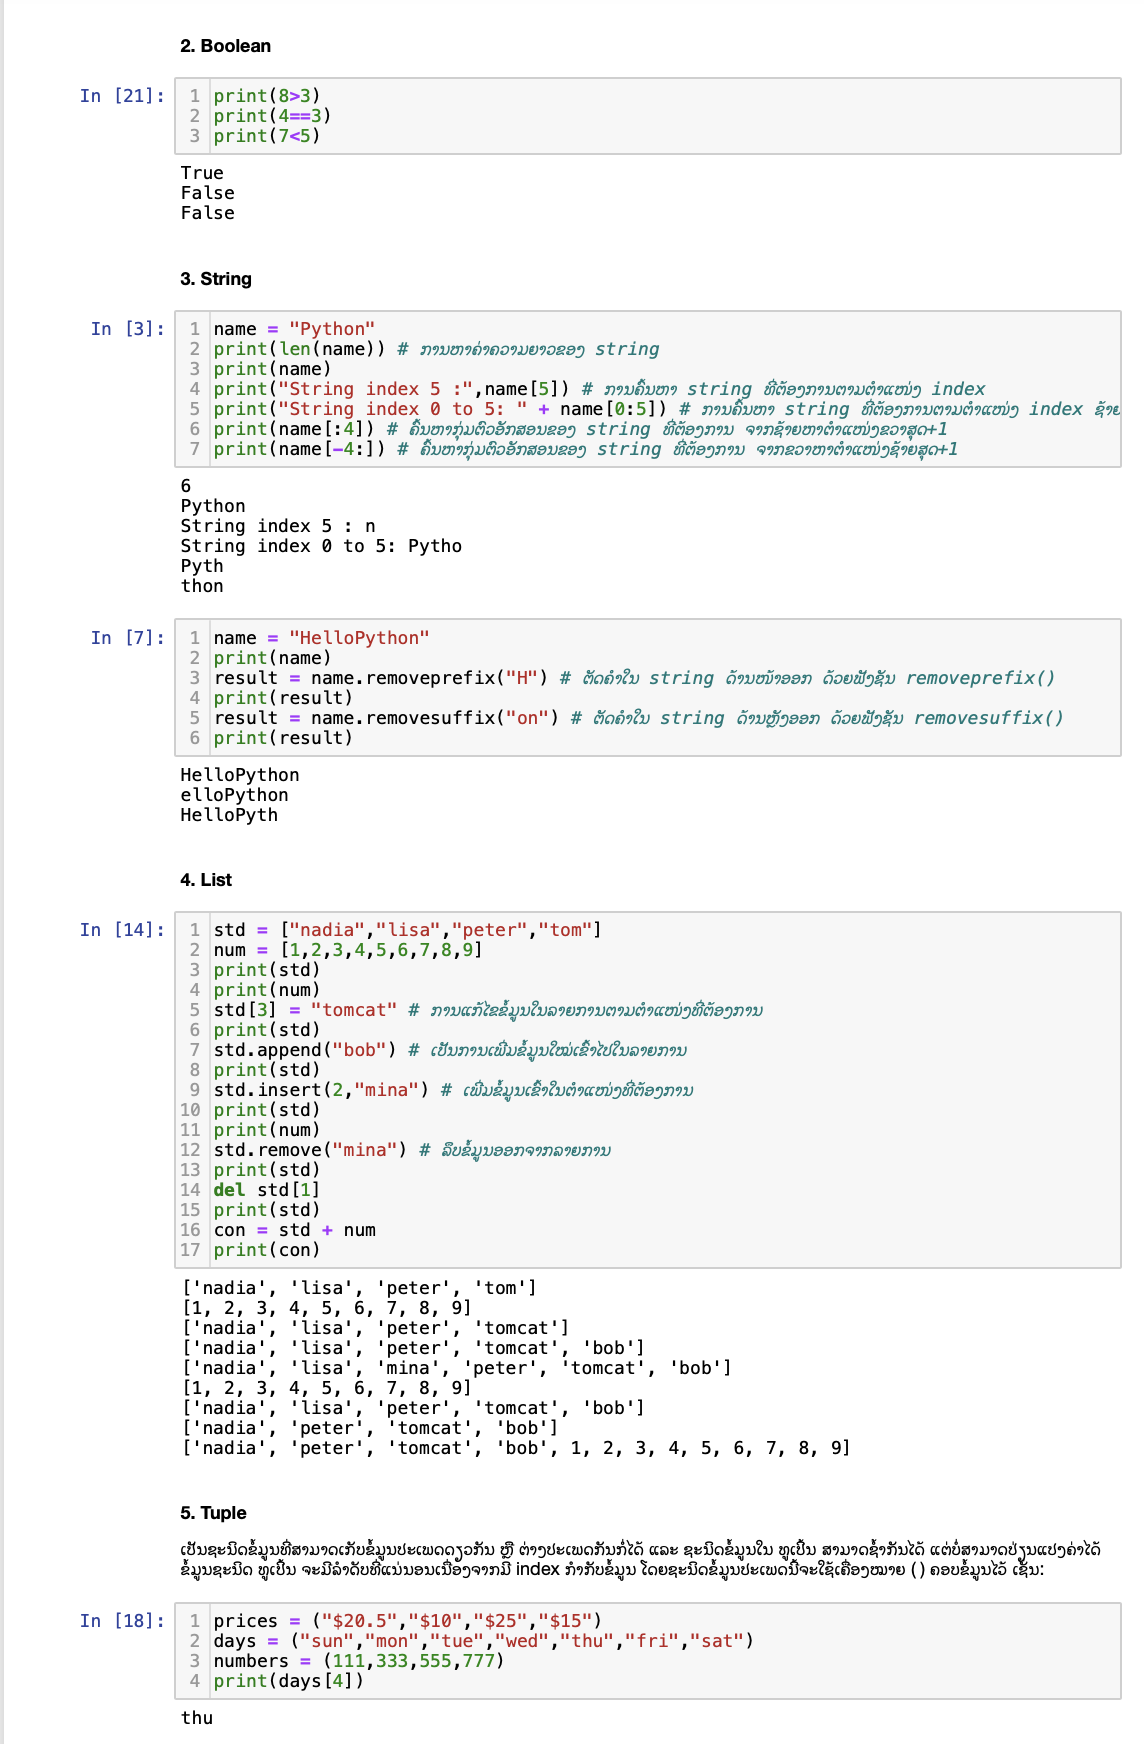 2. Boolean
In [21]:
1 print(8>3)
2 print(4==3)
3 print(7<5)
True
False
False
3. String
In [3]:
1 name = "Python"
2 print(len(name)) # ການຫາຄ່າຄວາມຍາວຂອງ string
3 print(name)
4 print("String index 5 :",name[5]) # ການຄົ້ນຫາ string ທີ່ຕ້ອງການຕາມຕຳແໜ່ງ index
5 print("String index 0 to 5: " + name[0:5]) # ການຄົ້ນຫາ string ທີ່ຕ້ອງການຕາມຕຳແໜ່ງ index
6 print(name[:4]) # ຄົ້ນຫາກຸ່ມຕົວອັກສອນຂອງ string ທີ່ຕ້ອງການ ຈາກຊ້າຍຫາຕຳແໜ່ງຂວາສຸດ+1
7 print(name[-4:]) # ຄົ້ນຫາກຸ່ມຕົວອັກສອນຂອງ string ທີ່ຕ້ອງການ ຈາກຂວາຫາຕຳແໜ່ງຊ້າຍສຸດ+1
6
Python
String index 5 : n
String index 0 to 5: Pytho
Pyth
thon
In [7]:
1 name = "HelloPython"
2 print(name)
3 result = name.removeprefix("H") # ຕັດຄຳໃນ string ດ້ານໜ້າອອກ ດ້ວຍຟັງຊັນ removeprefix()
4 print(result)
5 result = name.removesuffix("on") # ຕັດຄຳໃນ string ດ້ານຫຼັງອອກ ດ້ວຍຟັງຊັນ removesuffix()
6 print(result)
HelloPython
elloPython
HelloPyth
4. List
In [14]:
1 std = ["nadia","lisa","peter","tom"]
2 num = [1,2,3,4,5,6,7,8,9]
3 print(std)
4 print(num)
5 std[3] = "tomcat" # ການແກ້ໄຂຂໍ້ມູນໃນລາຍການຕາມຕຳແໜ່ງທີ່ຕ້ອງການ
6 print(std)
7 std.append("bob") # ເປັນການເພີ່ມຂໍ້ມູນໃໝ່ເຂົ້າໄປໃນລາຍການ
8 print(std)
9 std.insert(2,"mina") # ເພີ່ມຂໍ້ມູນເຂົ້າໃນຕຳແໜ່ງທີ່ຕ້ອງການ
10 print(std)
11 print(num)
12 std.remove("mina") # ລຶບຂໍ້ມູນອອກຈາກລາຍການ
13 print(std)
14 del std[1]
15 print(std)
16 con = std + num
17 print(con)
['nadia', 'lisa', 'peter', 'tom']
[1, 2, 3, 4, 5, 6, 7, 8, 9]
['nadia', 'lisa', 'peter', 'tomcat']
['nadia', 'lisa', 'peter', 'tomcat', 'bob']
['nadia', 'lisa', 'mina', 'peter', 'tomcat', 'bob']
[1, 2, 3, 4, 5, 6, 7, 8, 9]
['nadia', 'lisa', 'peter', 'tomcat', 'bob']
['nadia', 'peter', 'tomcat', 'bob']
['nadia', 'peter', 'tomcat', 'bob', 1, 2, 3, 4, 5, 6, 7, 8, 9]
5. Tuple
ເປັນຊະນິດຂໍ້ມູນທີ່ສາມາດເກັບຂໍ້ມູນປະເພດດຽວກັນ ຫຼື ຕ່າງປະເພດກັນກໍ່ໄດ້ ແລະ ຊະນິດຂໍ້ມູນໃນ ທູເປິ້ນ ສາມາດຊ້ຳກັນໄດ້ ແຕ່ບໍ່ສາມາດປ່ຽນແປງຄ່າໄດ້
ຂໍ້ມູນຊະນິດ ທູເປິ້ນ ຈະມີລຳດັບທີ່ແນ່ນອນເນື່ອງຈາກມີ index ກຳກັບຂໍ້ມູນ ໂດຍຊະນິດຂໍ້ມູນປະເພດນີ້ຈະໃຊ້ເຄື່ອງໝາຍ ( ) ຄອບຂໍ້ມູນໄວ້ ເຊັ່ນ:
In [18]:
1 prices = ("$20.5","$10","$25","$15")
2 days = ("sun","mon","tue","wed","thu","fri","sat")
3 numbers = (111,333,555,777)
4 print(days[4])
thu